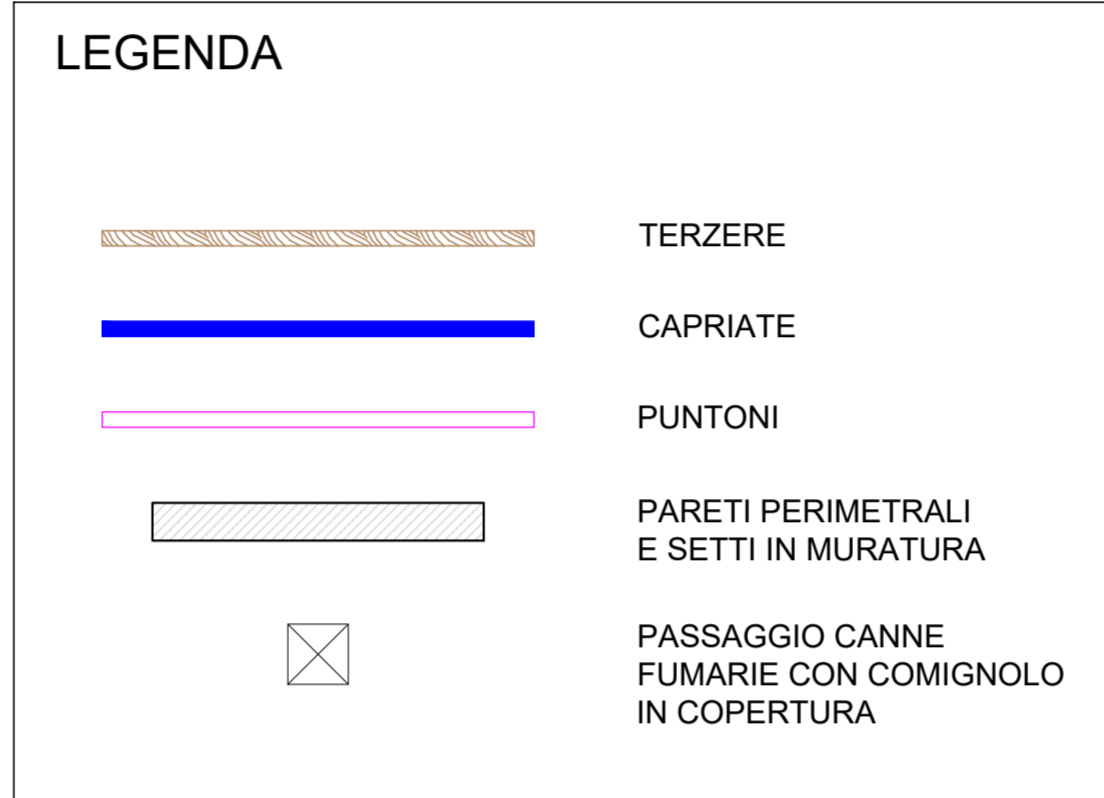 LEGENDA
TERZERE
CAPRIATE
PUNTONI
PARETI PERIMETRALI
E SETTI IN MURATURA
PASSAGGIO CANNE
FUMARIE CON COMIGNOLO
IN COPERTURA